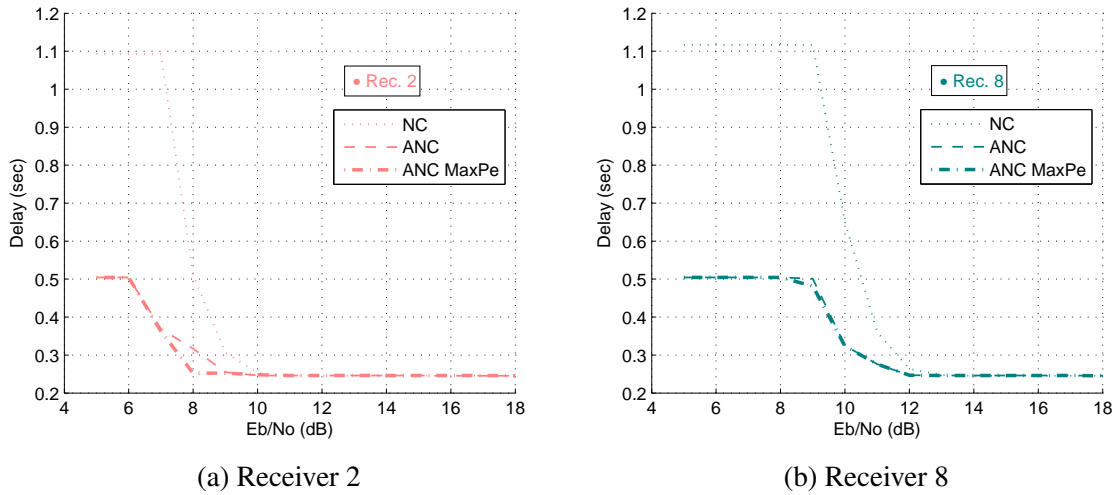 1.2
1.1
1
0.9
0.8
0.7
0.6
0.5
0.4
0.3
0.2
Delay (sec)
4 6 8 10 12 14 16 18
Eb/No (dB)
Rec. 2
NC
ANC
ANC MaxPe
(a) Receiver 2
1.2
1.1
1
0.9
0.8
0.7
0.6
0.5
0.4
0.3
0.2
Delay (sec)
4 6 8 10 12 14 16 18
Eb/No (dB)
Rec. 8
NC
ANC
ANC MaxPe
(b) Receiver 8